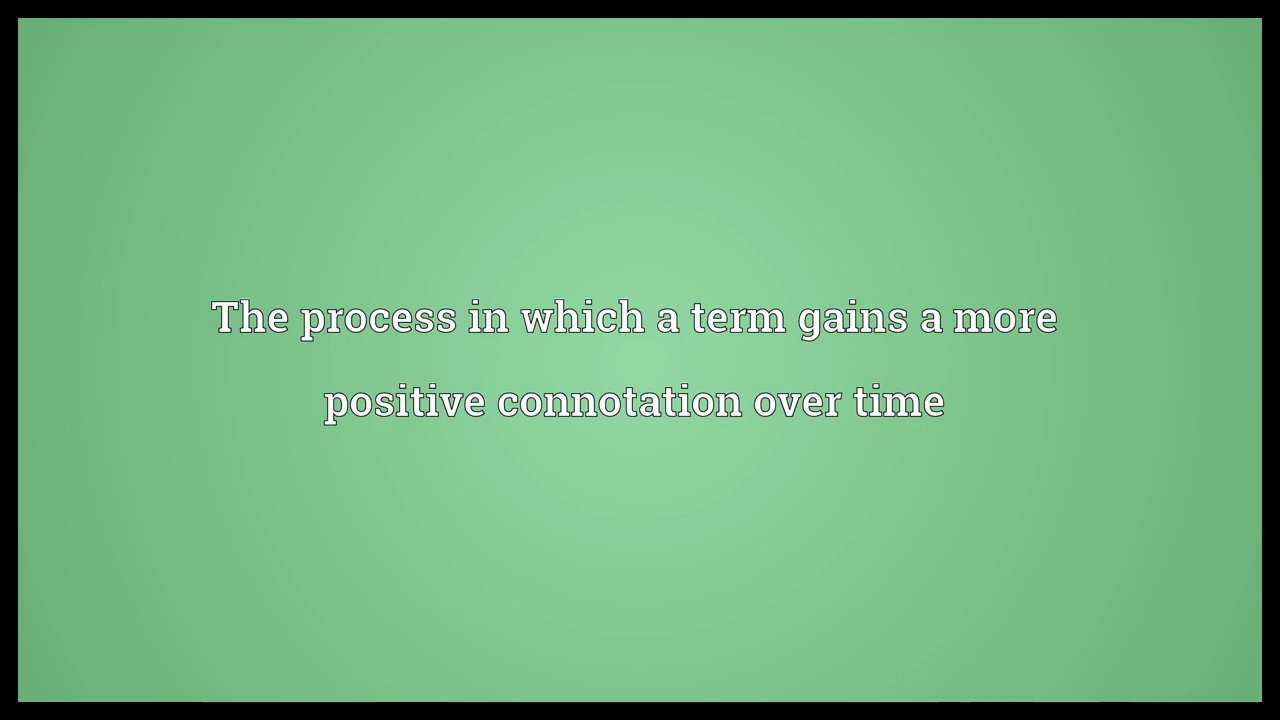 The process in which a term gains a more
positive connotation over time